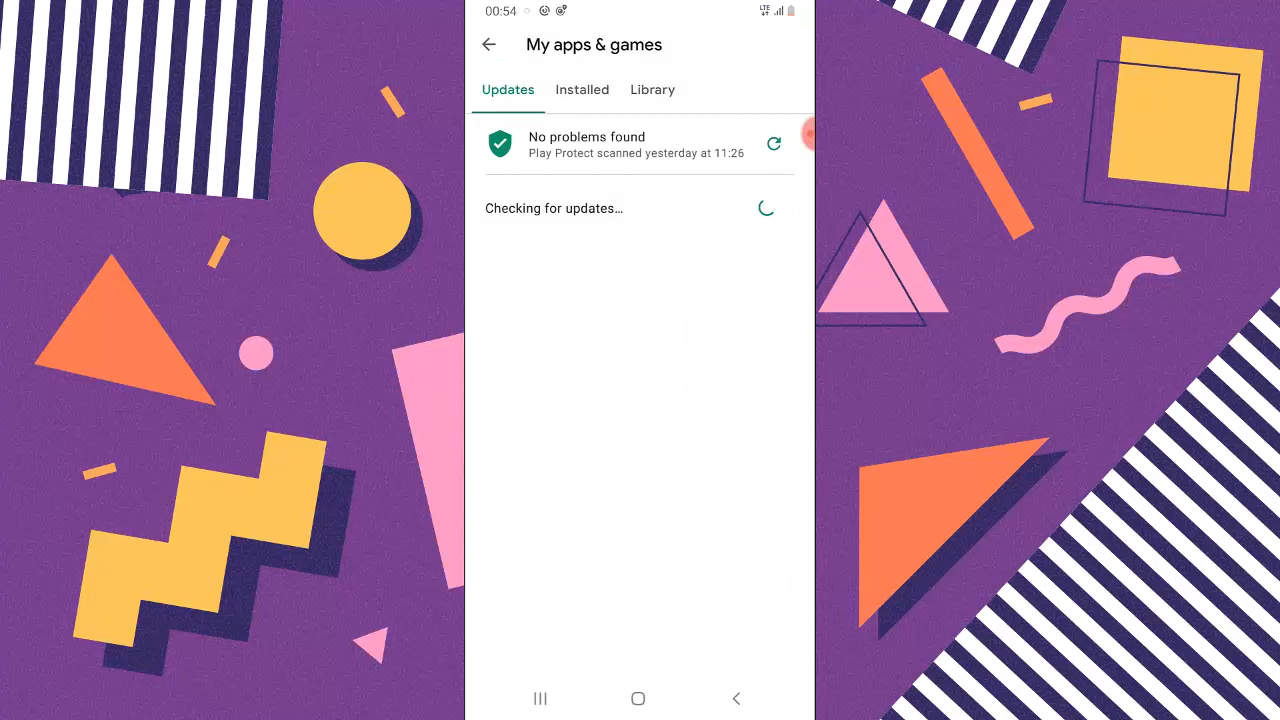 00:54
LTE
My apps & games
Updates Installed Library
No problems found
Play Protect scanned yesterday at 11:26
Checking for updates...